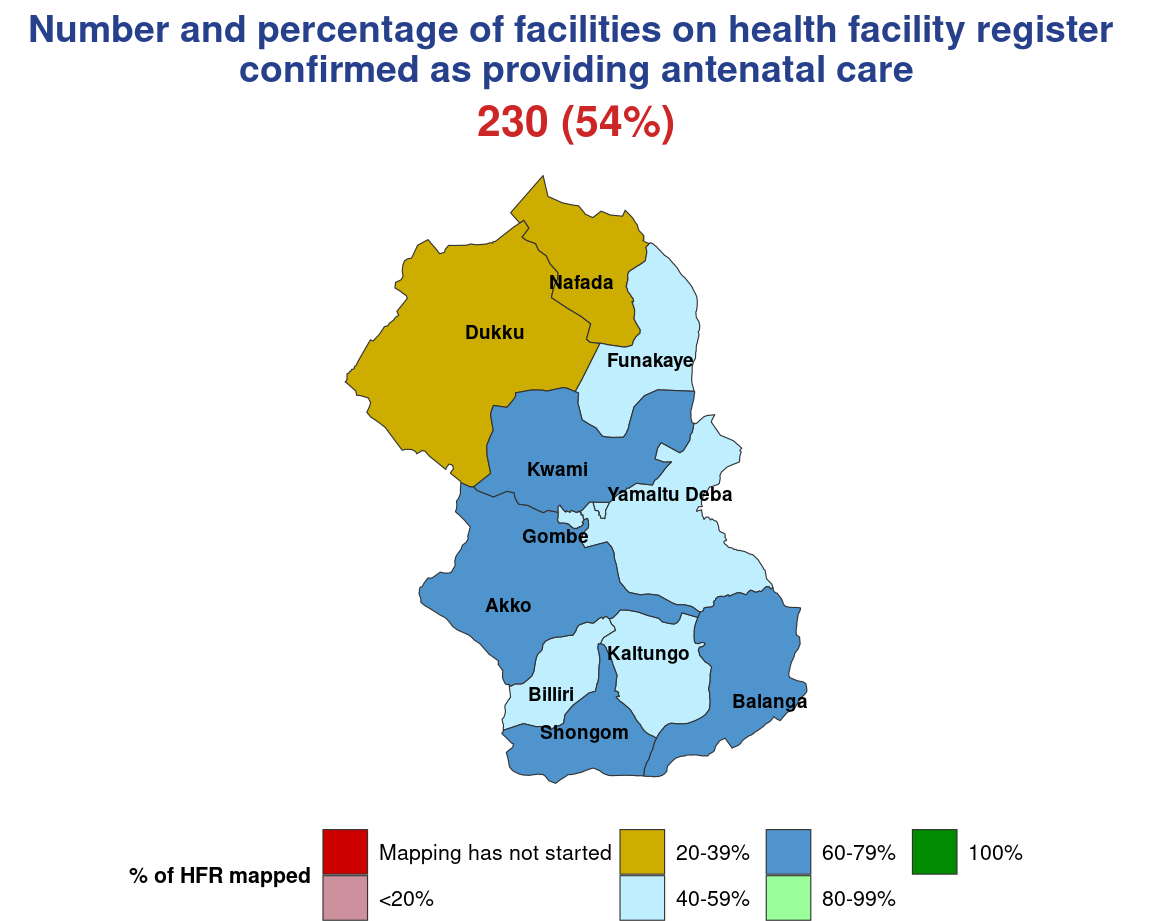 Number and percentage of facilities on health facility register
confirmed as providing antenatal care
230 (54%)
Nafada
Dukku
Funakaye
Kwami
Yamaltu Deba
Gombe
Akko
Kaltungo
Billiri
Balanga
Shongom
% of HFR mapped
Mapping has not started
20-39%
60-79%
100%
<20%
40-59%
80-99%